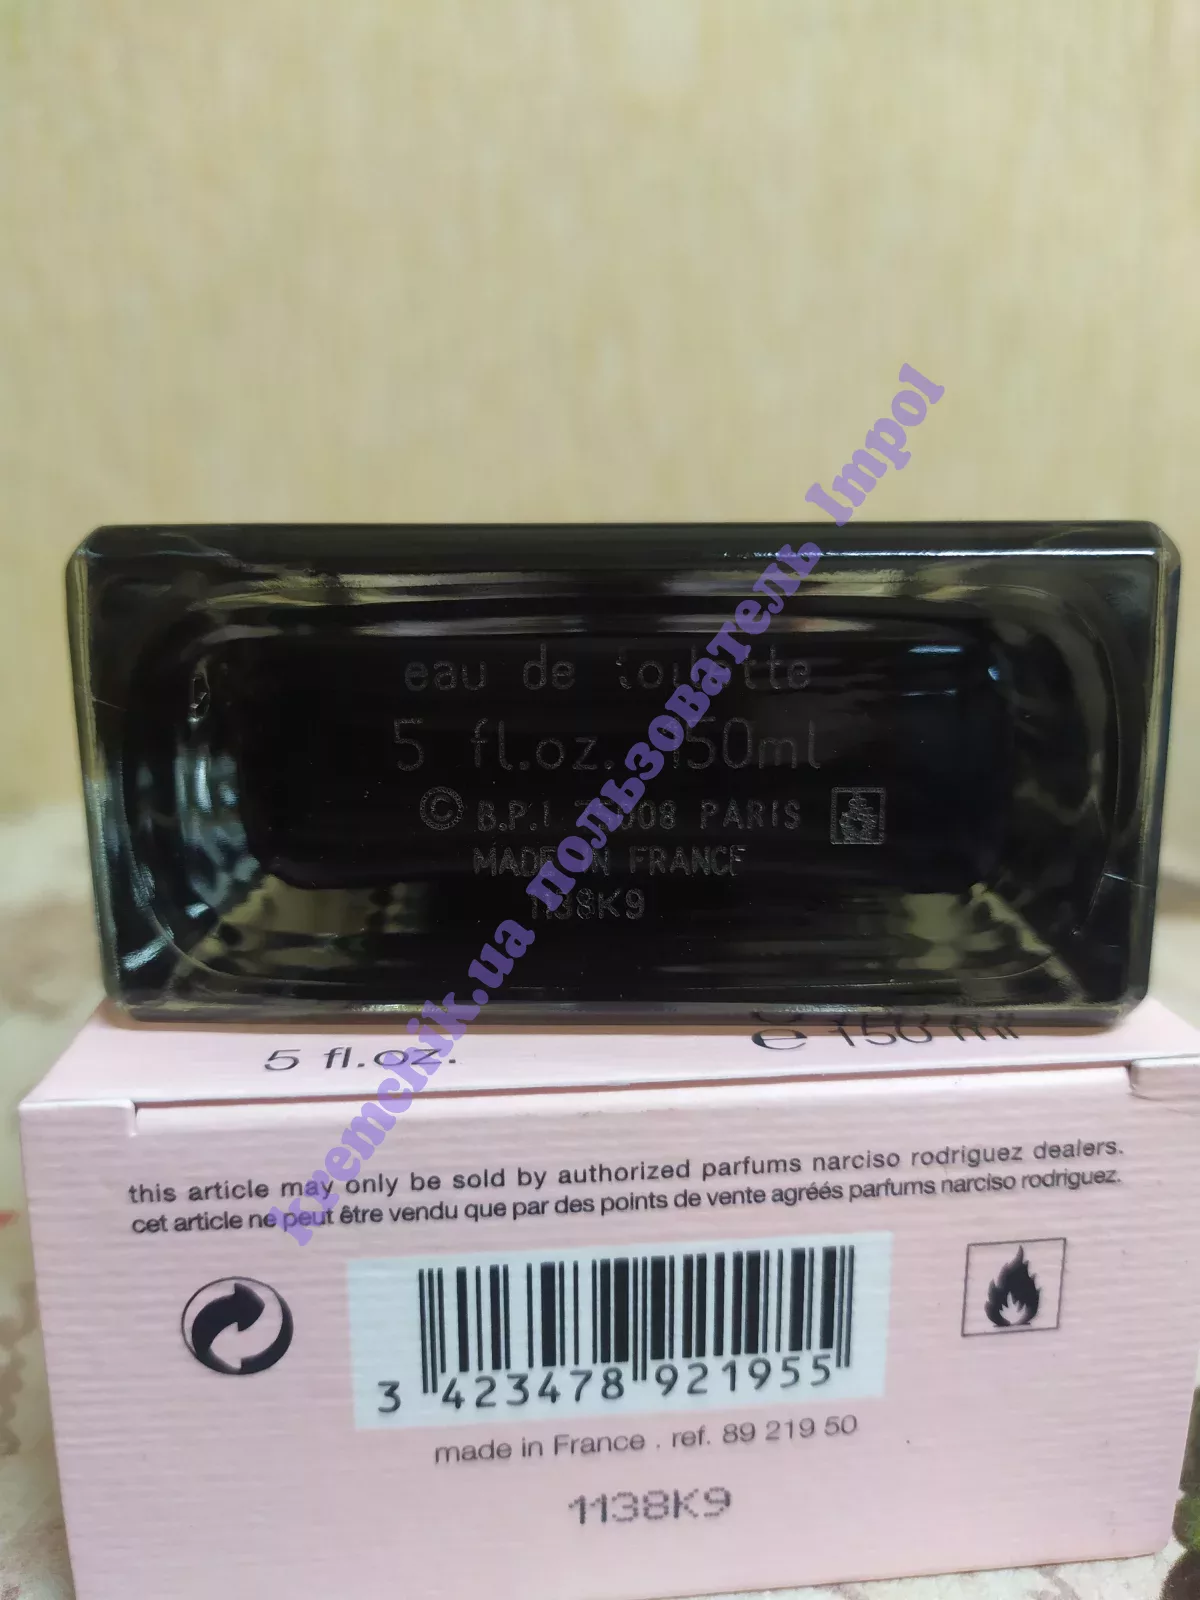 eau de toilette
5 fl.oz. 150ml
© B.P.I 75008 PARIS
MADE IN FRANCE
1138K9
5 fl.oz. e 150 ml
this article may only be sold by authorized parfums narciso rodriguez dealers.
cet article ne peut être vendu que par des points de vente agréés parfums narciso rodriguez.
3 423478 921955
made in France . ref. 89 219 50
1138K9
kremchik.ua пользователь Impol